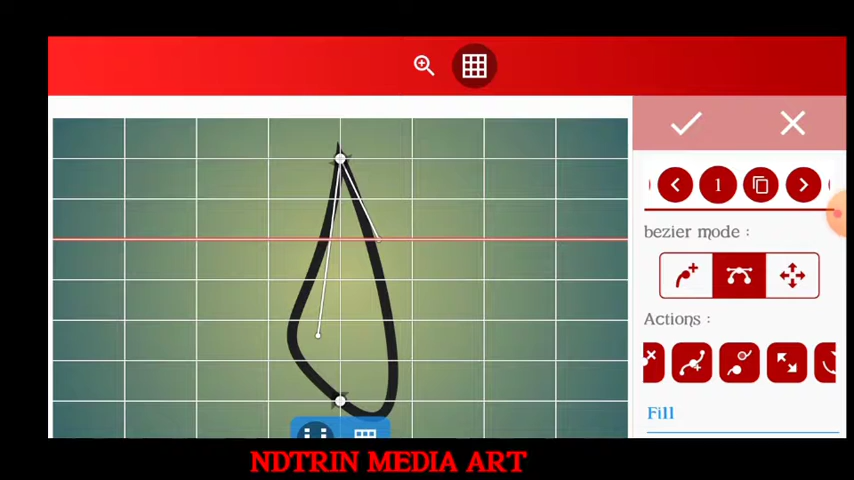 1
bezier mode :
Actions :
Fill
NDTRIN MEDIA ART